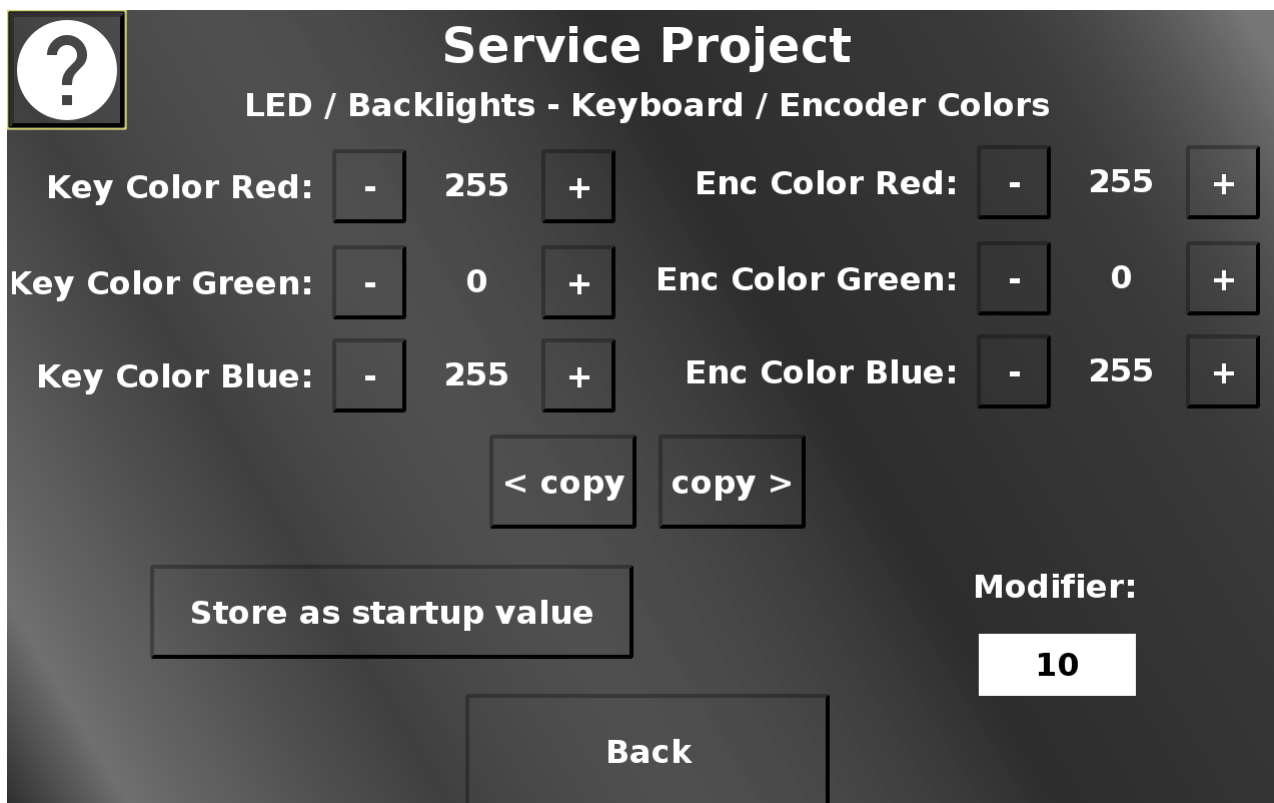 ?
Service Project
LED / Backlights - Keyboard / Encoder Colors
Key Color Red: - 255 + Enc Color Red: - 255 +
Key Color Green: - 0 + Enc Color Green: - 0 +
Key Color Blue: - 255 + Enc Color Blue: - 255 +
< copy copy >
Store as startup value
Modifier:
10
Back